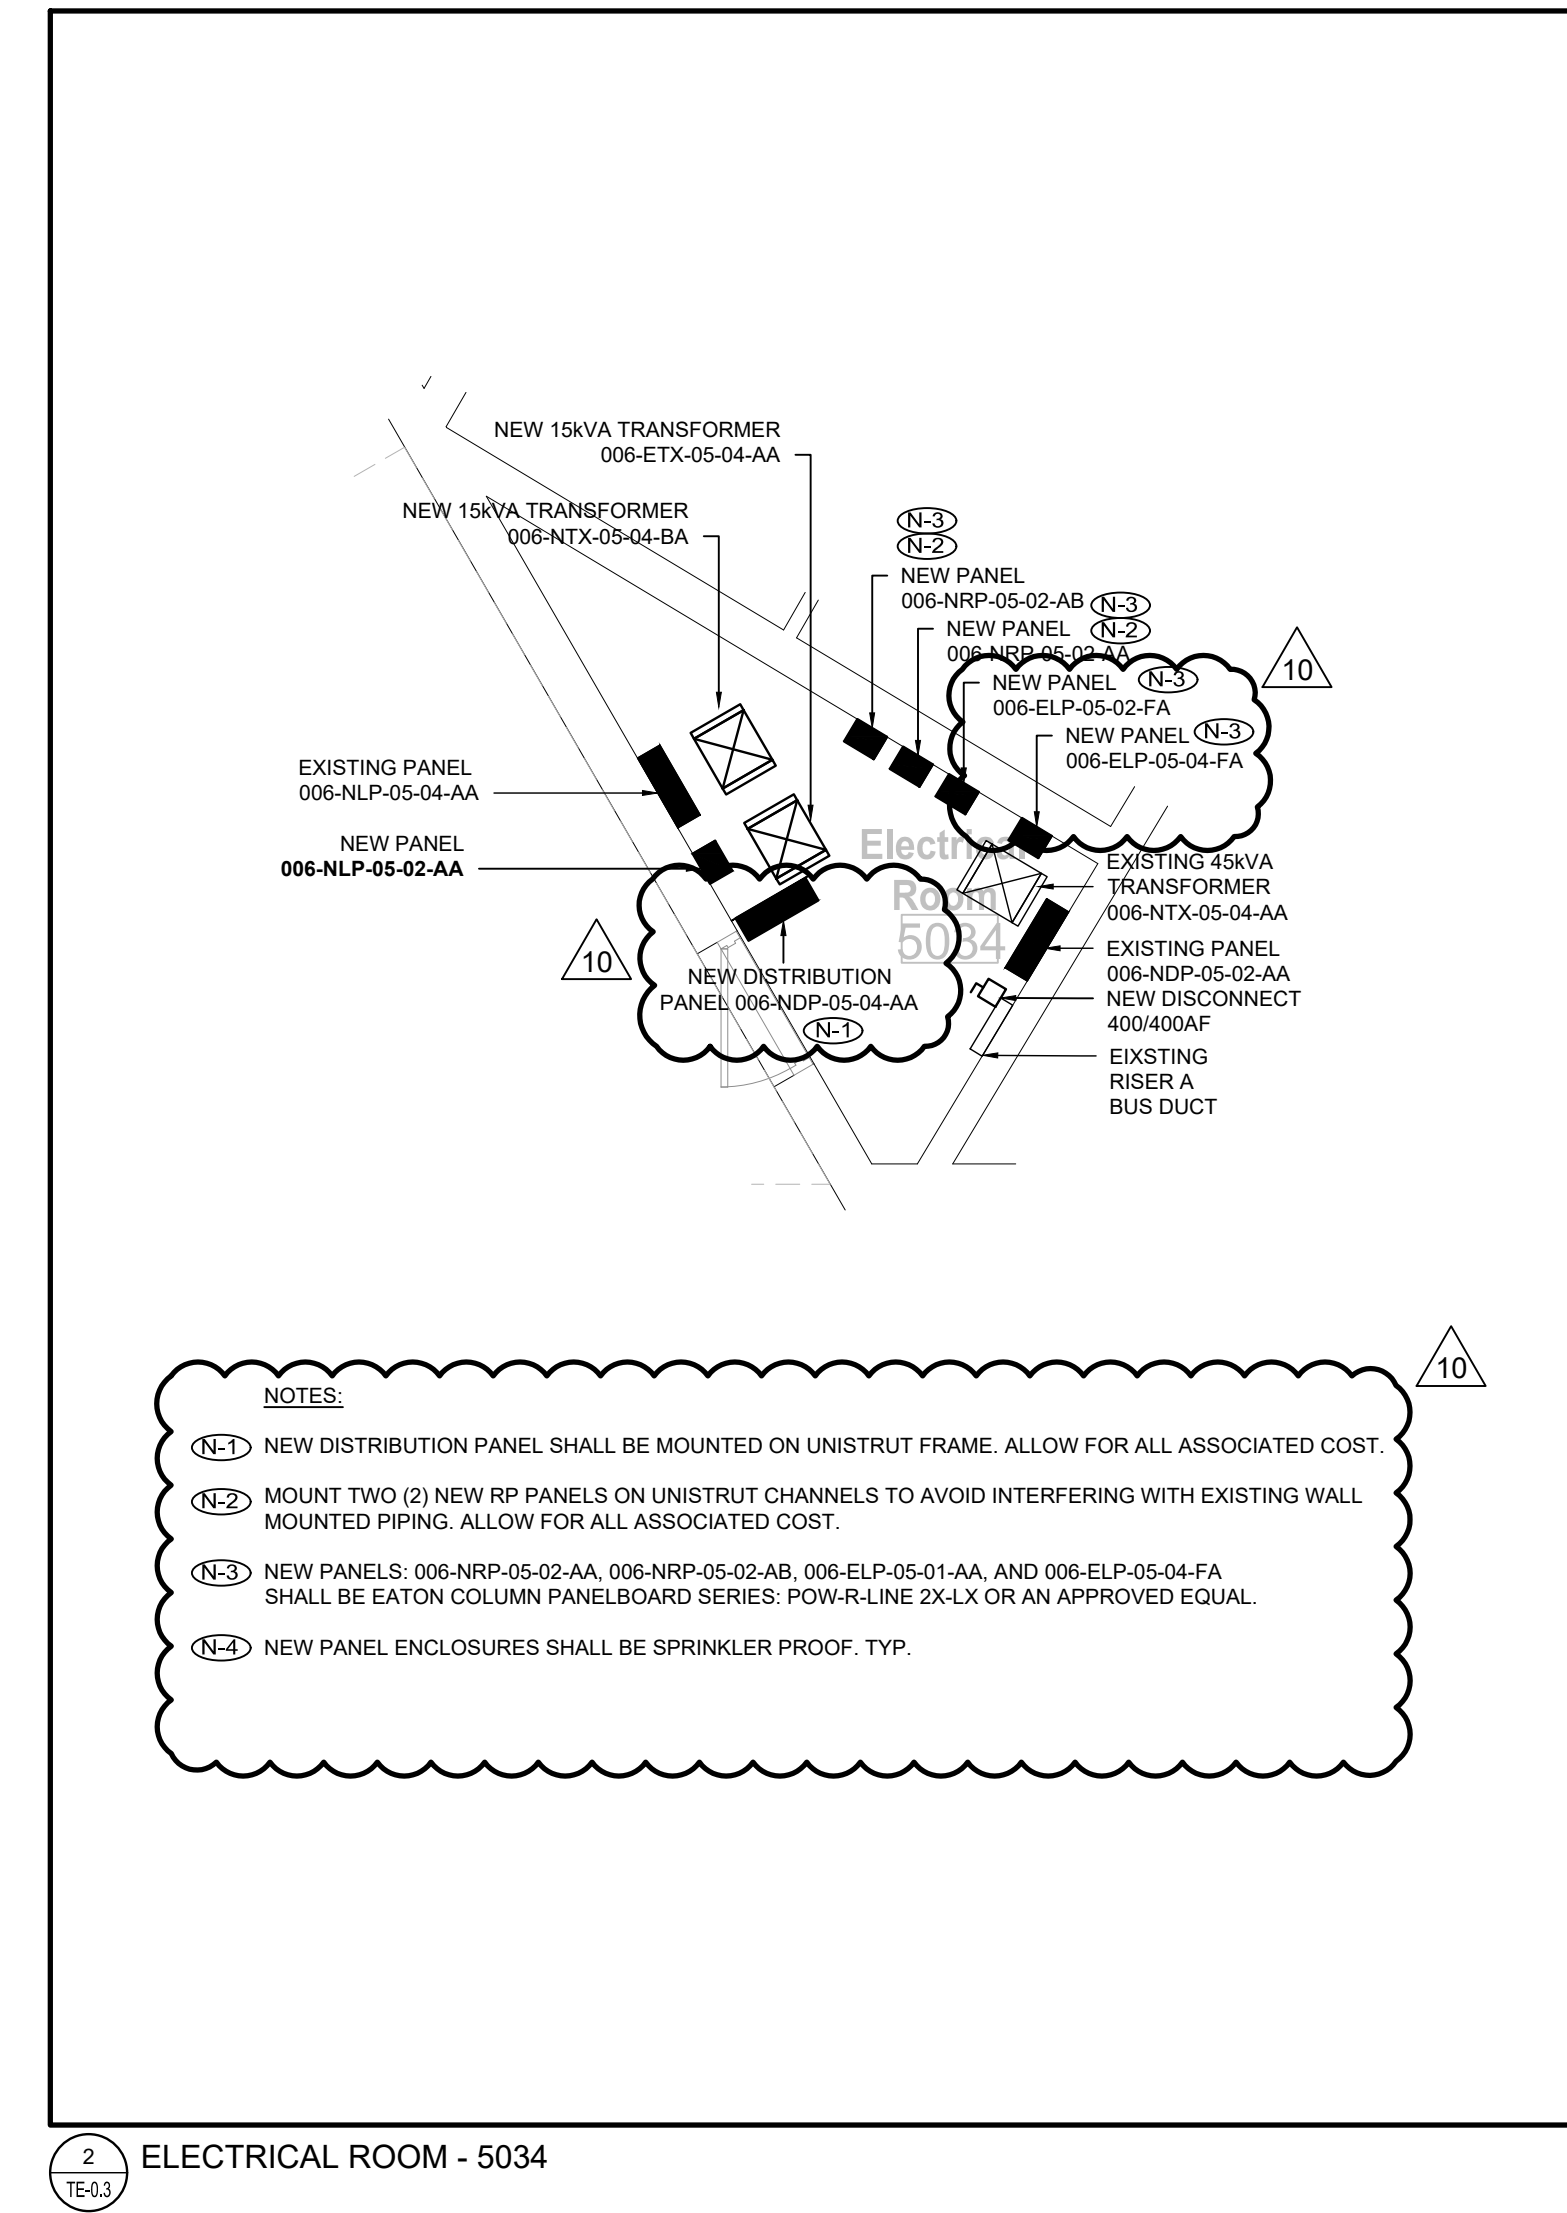 NEW 15kVA TRANSFORMER
006-ETX-05-04-AA
NEW 15kVA TRANSFORMER
006-NTX-05-04-BA
N-3
N-2
NEW PANEL
006-NRP-05-02-AB
N-3
NEW PANEL
N-2
006-NRP-05-02-AA
10
NEW PANEL
N-3
006-ELP-05-02-FA
NEW PANEL
N-3
006-ELP-05-04-FA
EXISTING PANEL
006-NLP-05-04-AA
NEW PANEL
006-NLP-05-02-AA
Electrical
Room
5034
EXISTING 45kVA
TRANSFORMER
006-NTX-05-04-AA
EXISTING PANEL
006-NDP-05-02-AA
NEW DISCONNECT
400/400AF
EIXSTING
RISER A
BUS DUCT
10
NEW DISTRIBUTION
PANEL 006-NDP-05-04-AA
N-1
10
NOTES:
N-1 NEW DISTRIBUTION PANEL SHALL BE MOUNTED ON UNISTRUT FRAME. ALLOW FOR ALL ASSOCIATED COST.
N-2 MOUNT TWO (2) NEW RP PANELS ON UNISTRUT CHANNELS TO AVOID INTERFERING WITH EXISTING WALL
MOUNTED PIPING. ALLOW FOR ALL ASSOCIATED COST.
N-3 NEW PANELS: 006-NRP-05-02-AA, 006-NRP-05-02-AB, 006-ELP-05-01-AA, AND 006-ELP-05-04-FA
SHALL BE EATON COLUMN PANELBOARD SERIES: POW-R-LINE 2X-LX OR AN APPROVED EQUAL.
N-4 NEW PANEL ENCLOSURES SHALL BE SPRINKLER PROOF. TYP.
2
TE-0.3
ELECTRICAL ROOM - 5034